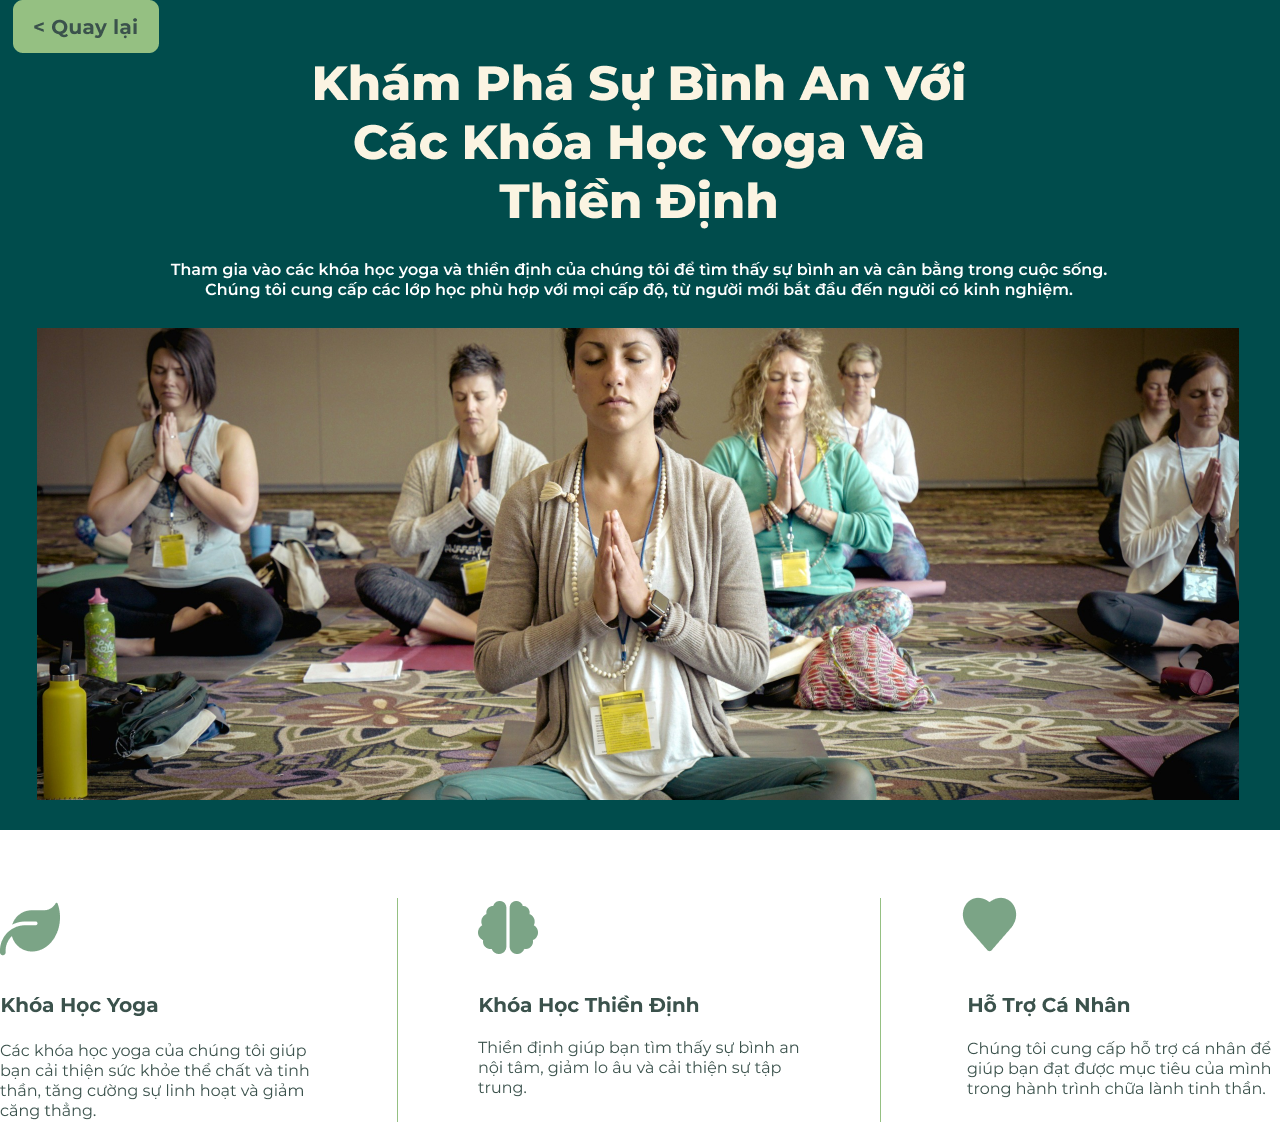 < Quay lại
Khám Phá Sự Bình An Với
Các Khóa Học Yoga Và
Thiền Định
Tham gia vào các khóa học yoga và thiền định của chúng tôi để tìm thấy sự bình an và cân bằng trong cuộc sống.
Chúng tôi cung cấp các lớp học phù hợp với mọi cấp độ, từ người mới bắt đầu đến người có kinh nghiệm.
Khóa Học Yoga
Các khóa học yoga của chúng tôi giúp
bạn cải thiện sức khỏe thể chất và tinh
thần, tăng cường sự linh hoạt và giảm
căng thẳng.
Khóa Học Thiền Định
Thiền định giúp bạn tìm thấy sự bình an
nội tâm, giảm lo âu và cải thiện sự tập
trung.
Hỗ Trợ Cá Nhân
Chúng tôi cung cấp hỗ trợ cá nhân để
giúp bạn đạt được mục tiêu của mình
trong hành trình chữa lành tinh thần.